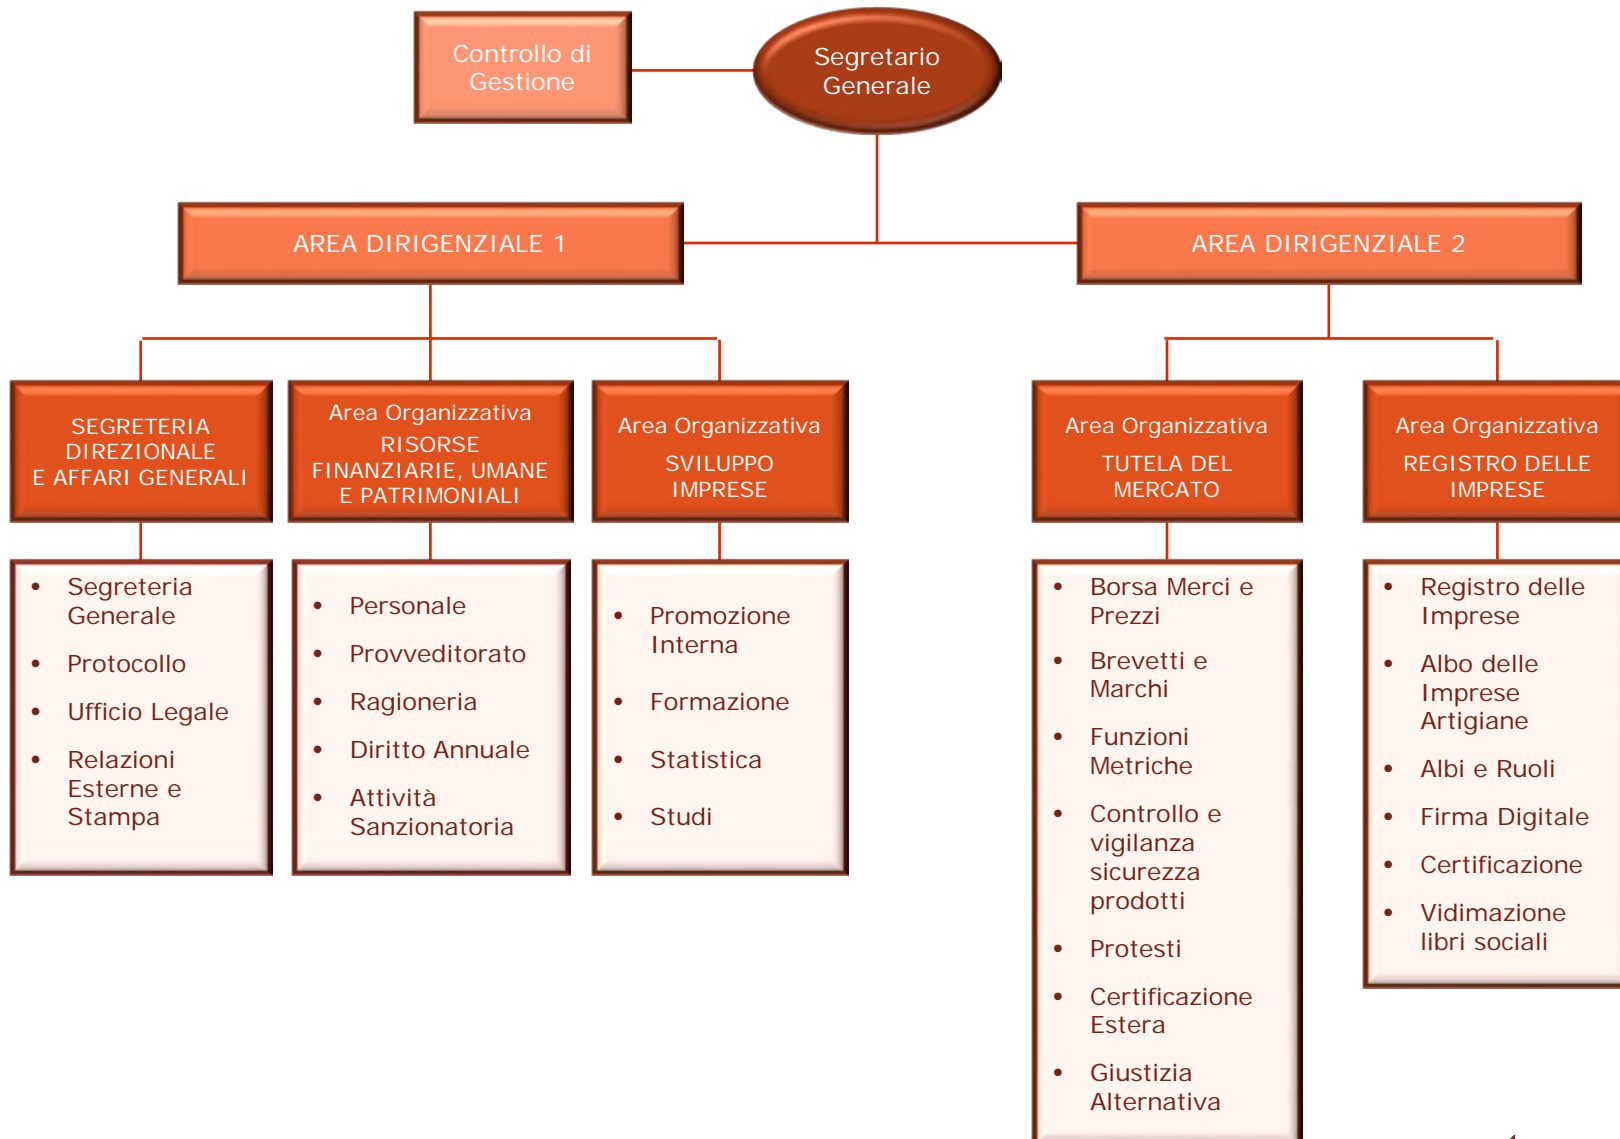 Controllo di
Gestione
Segretario
Generale
AREA DIRIGENZIALE 1
AREA DIRIGENZIALE 2
SEGRETERIA
DIREZIONALE
E AFFARI GENERALI
Area Organizzativa
RISORSE
FINANZIARIE, UMANE
E PATRIMONIALI
Area Organizzativa
SVILUPPO
IMPRESE
Area Organizzativa
TUTELA DEL
MERCATO
Area Organizzativa
REGISTRO DELLE
IMPRESE
• Segreteria
Generale
• Protocollo
• Ufficio Legale
• Relazioni
Esterne e
Stampa
• Personale
• Provveditorato
• Ragioneria
• Diritto Annuale
• Attività
Sanzionatoria
• Promozione
Interna
• Formazione
• Statistica
• Studi
• Borsa Merci e
Prezzi
• Brevetti e
Marchi
• Funzioni
Metriche
• Controllo e
vigilanza
sicurezza
prodotti
• Protesti
• Certificazione
Estera
• Giustizia
Alternativa
• Registro delle
Imprese
• Albo delle
Imprese
Artigiane
• Albi e Ruoli
• Firma Digitale
• Certificazione
• Vidimazione
libri sociali